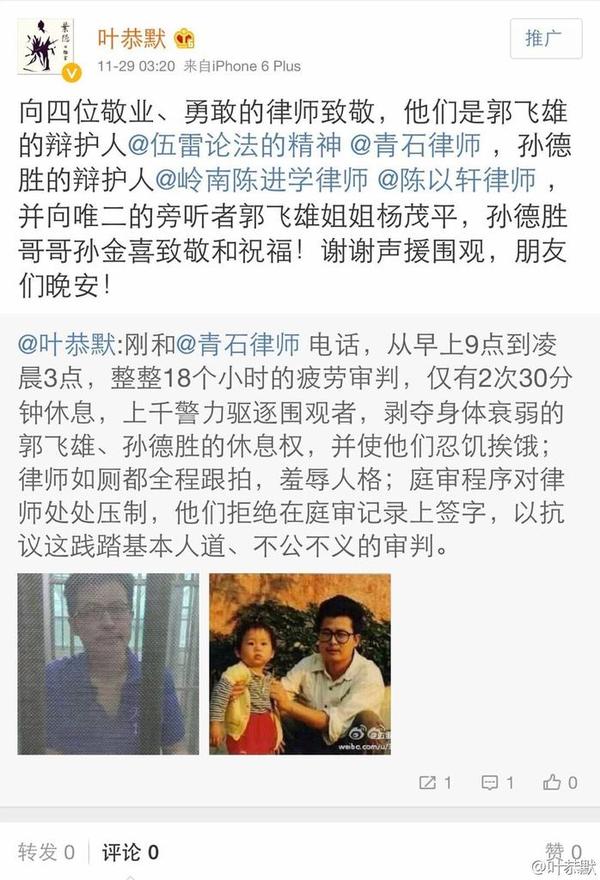 叶恭默
11-29 03:20 来自iPhone 6 Plus
推广
向四位敬业、勇敢的律师致敬，他们是郭飞雄
的辩护人@伍雷论法的精神 @青石律师 ，孙德
胜的辩护人@岭南陈进学律师 @陈以轩律师 ，
并向唯二的旁听者郭飞雄姐姐杨茂平，孙德胜
哥哥孙金喜致敬和祝福！谢谢声援围观，朋友
们晚安！
@叶恭默:刚和@青石律师 电话，从早上9点到凌
晨3点，整整18个小时的疲劳审判，仅有2次30分
钟休息，上千警力驱逐围观者，剥夺身体衰弱的
郭飞雄、孙德胜的休息权，并使他们忍饥挨饿；
律师如厕都全程跟拍，羞辱人格；庭审程序对律
师处处压制，他们拒绝在庭审记录上签字，以抗
议这践踏基本人道、不公不义的审判。
weibo.com/u/
1 1 0
转发 0 评论 0 赞 0
@叶恭默